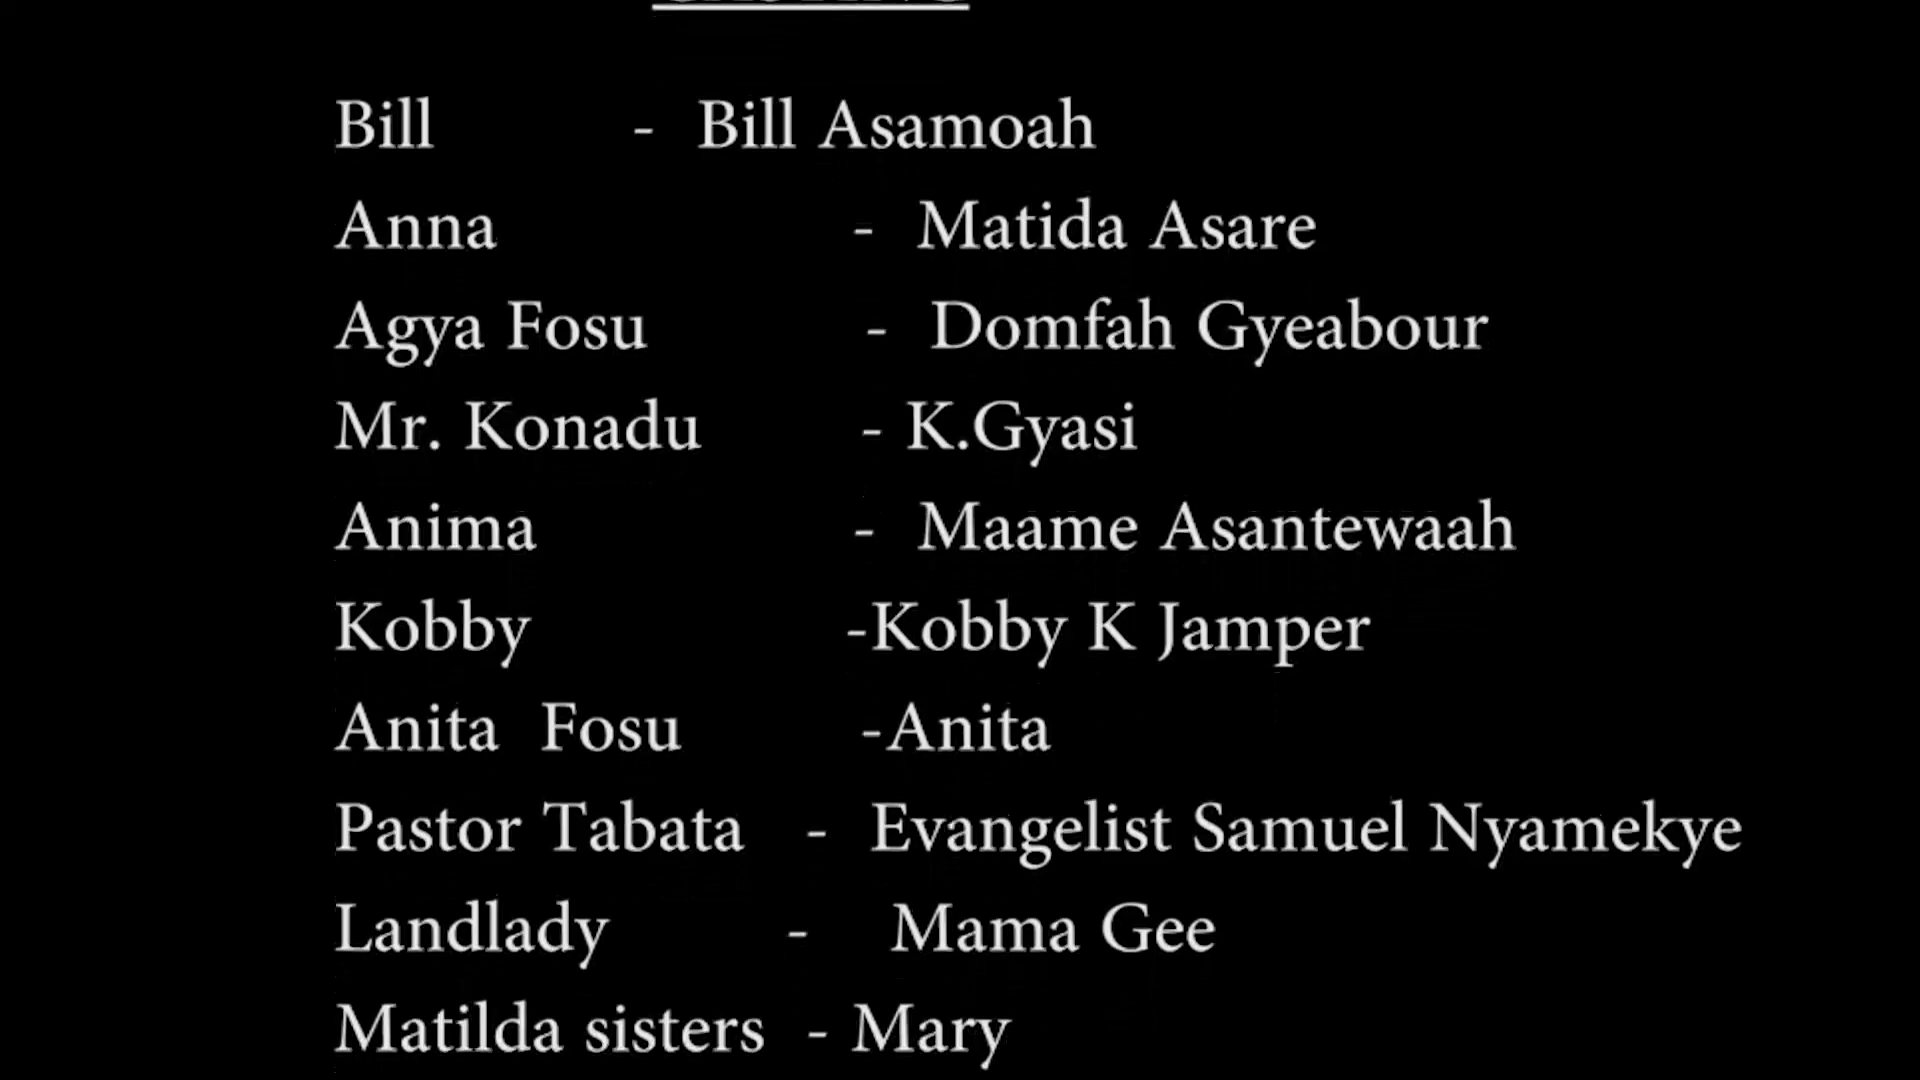 Bill - Bill Asamoah
Anna - Matida Asare
Agya Fosu - Domfah Gyeabour
Mr. Konadu - K.Gyasi
Anima - Maame Asantewaah
Kobby -Kobby K Jamper
Anita Fosu -Anita
Pastor Tabata - Evangelist Samuel Nyamekye
Landlady - Mama Gee
Matilda sisters - Mary